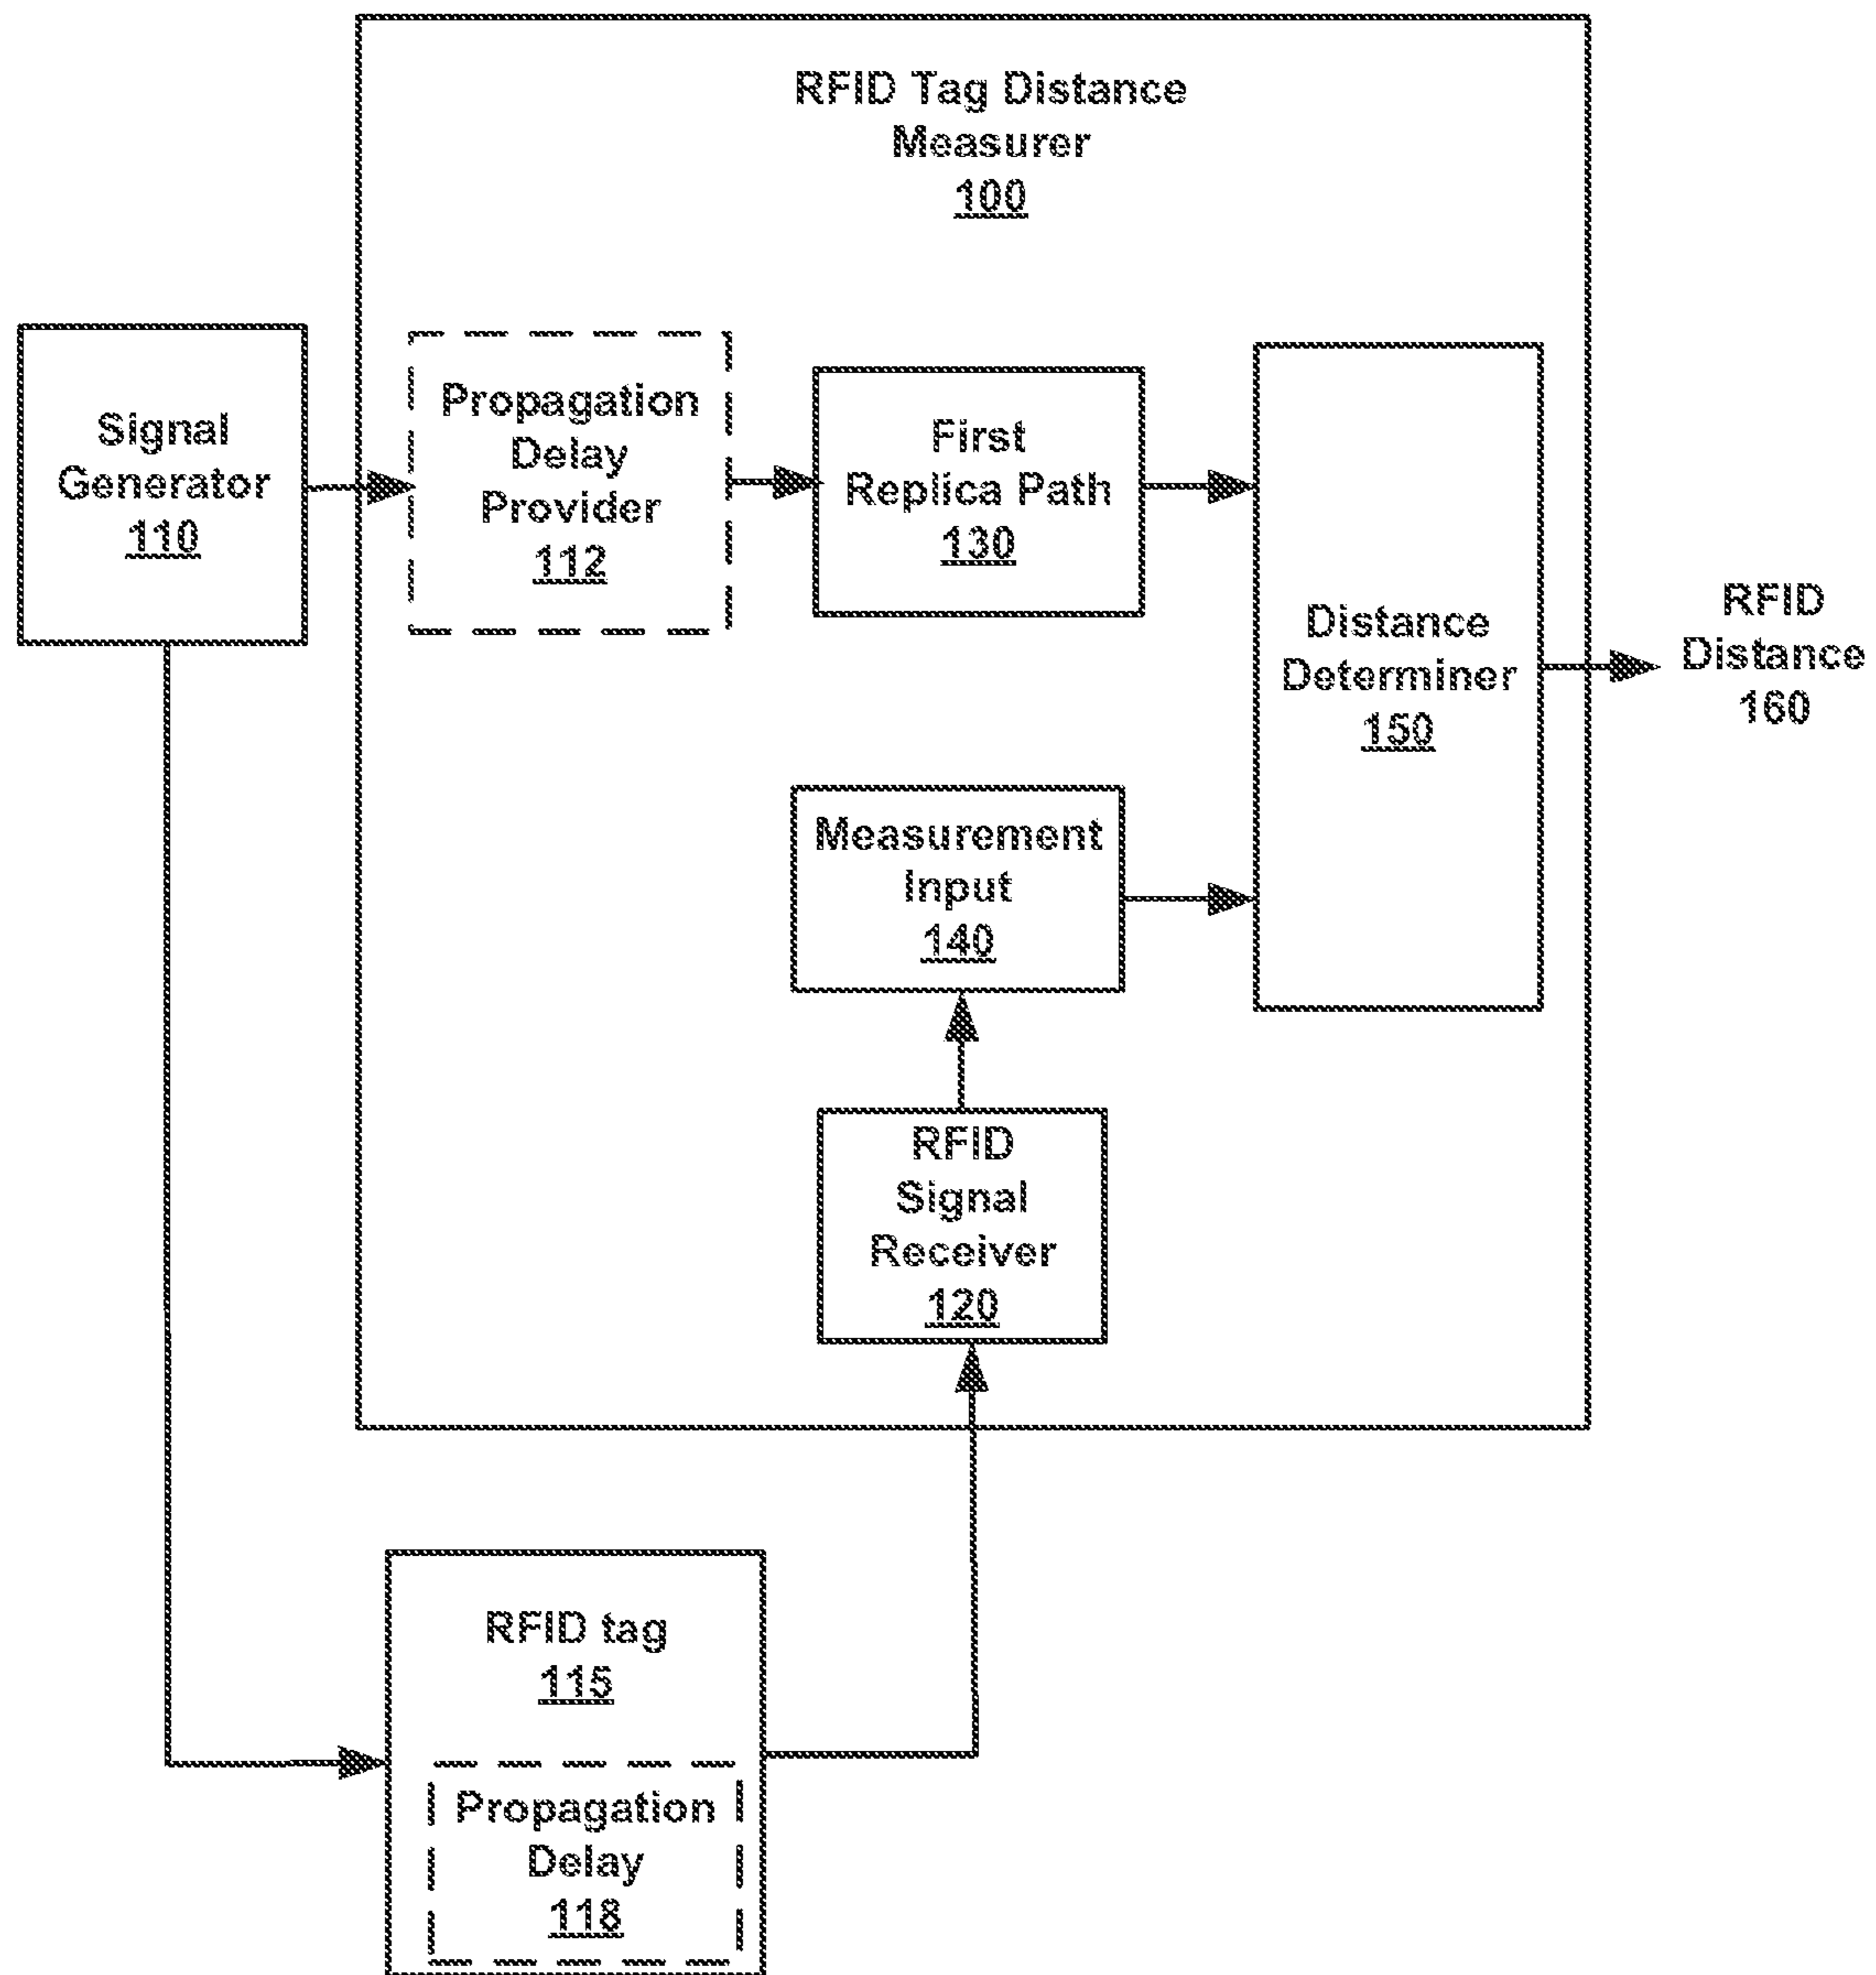 RFID Tag Distance
Measurer
100
Signal
Generator
110
Propagation
Delay
Provider
112
First
Replica Path
130
Distance
Determiner
150
RFID
Distance
160
Measurement
Input
140
RFID
Signal
Receiver
120
RFID tag
115
Propagation
Delay
118